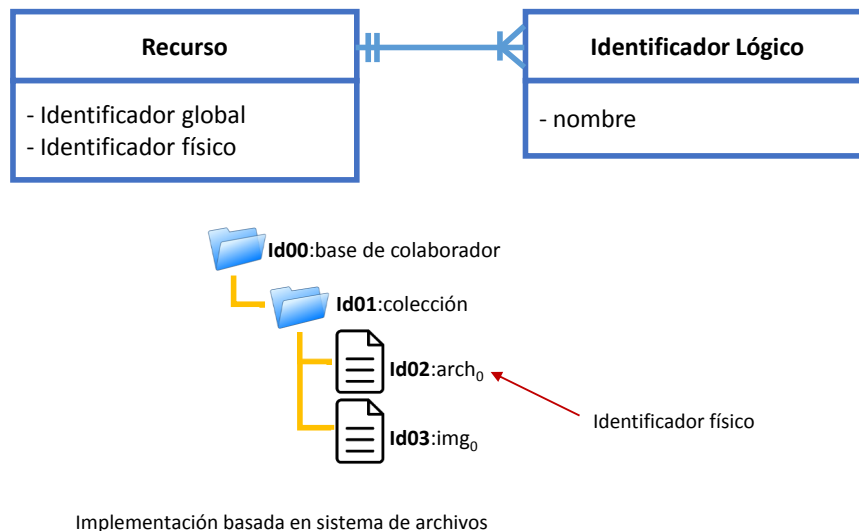 Recurso
- Identificador global
- Identificador físico
Identificador Lógico
- nombre
Id00:base de colaborador
Id01:colección
Id02:arch₀
Id03:img₀
Identificador físico
Implementación basada en sistema de archivos